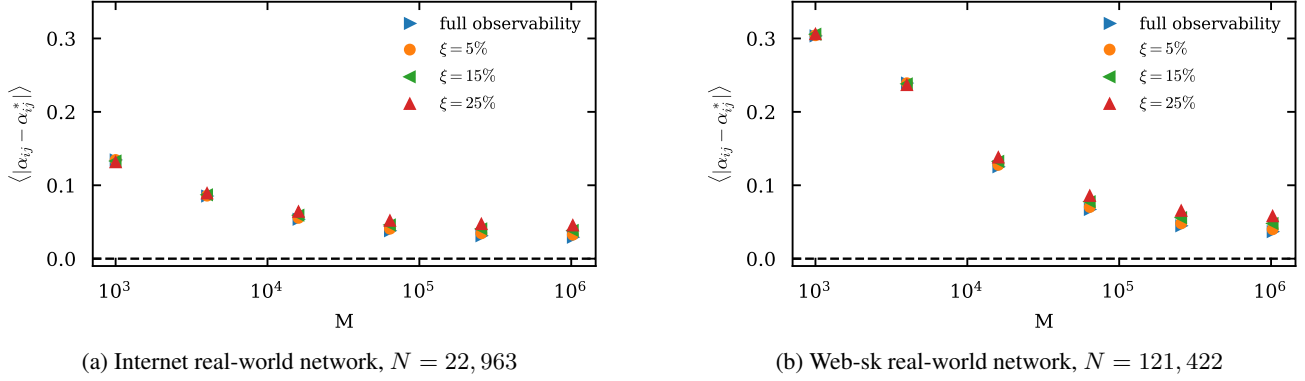 full observability
ξ = 5%
ξ = 15%
ξ = 25%
⟨|α_ij − α*_ij|⟩
0.3
0.2
0.1
0.0
10^3 10^4 10^5 10^6
M
(a) Internet real-world network, N = 22,963
full observability
ξ = 5%
ξ = 15%
ξ = 25%
⟨|α_ij − α*_ij|⟩
0.3
0.2
0.1
0.0
10^3 10^4 10^5 10^6
M
(b) Web-sk real-world network, N = 121,422